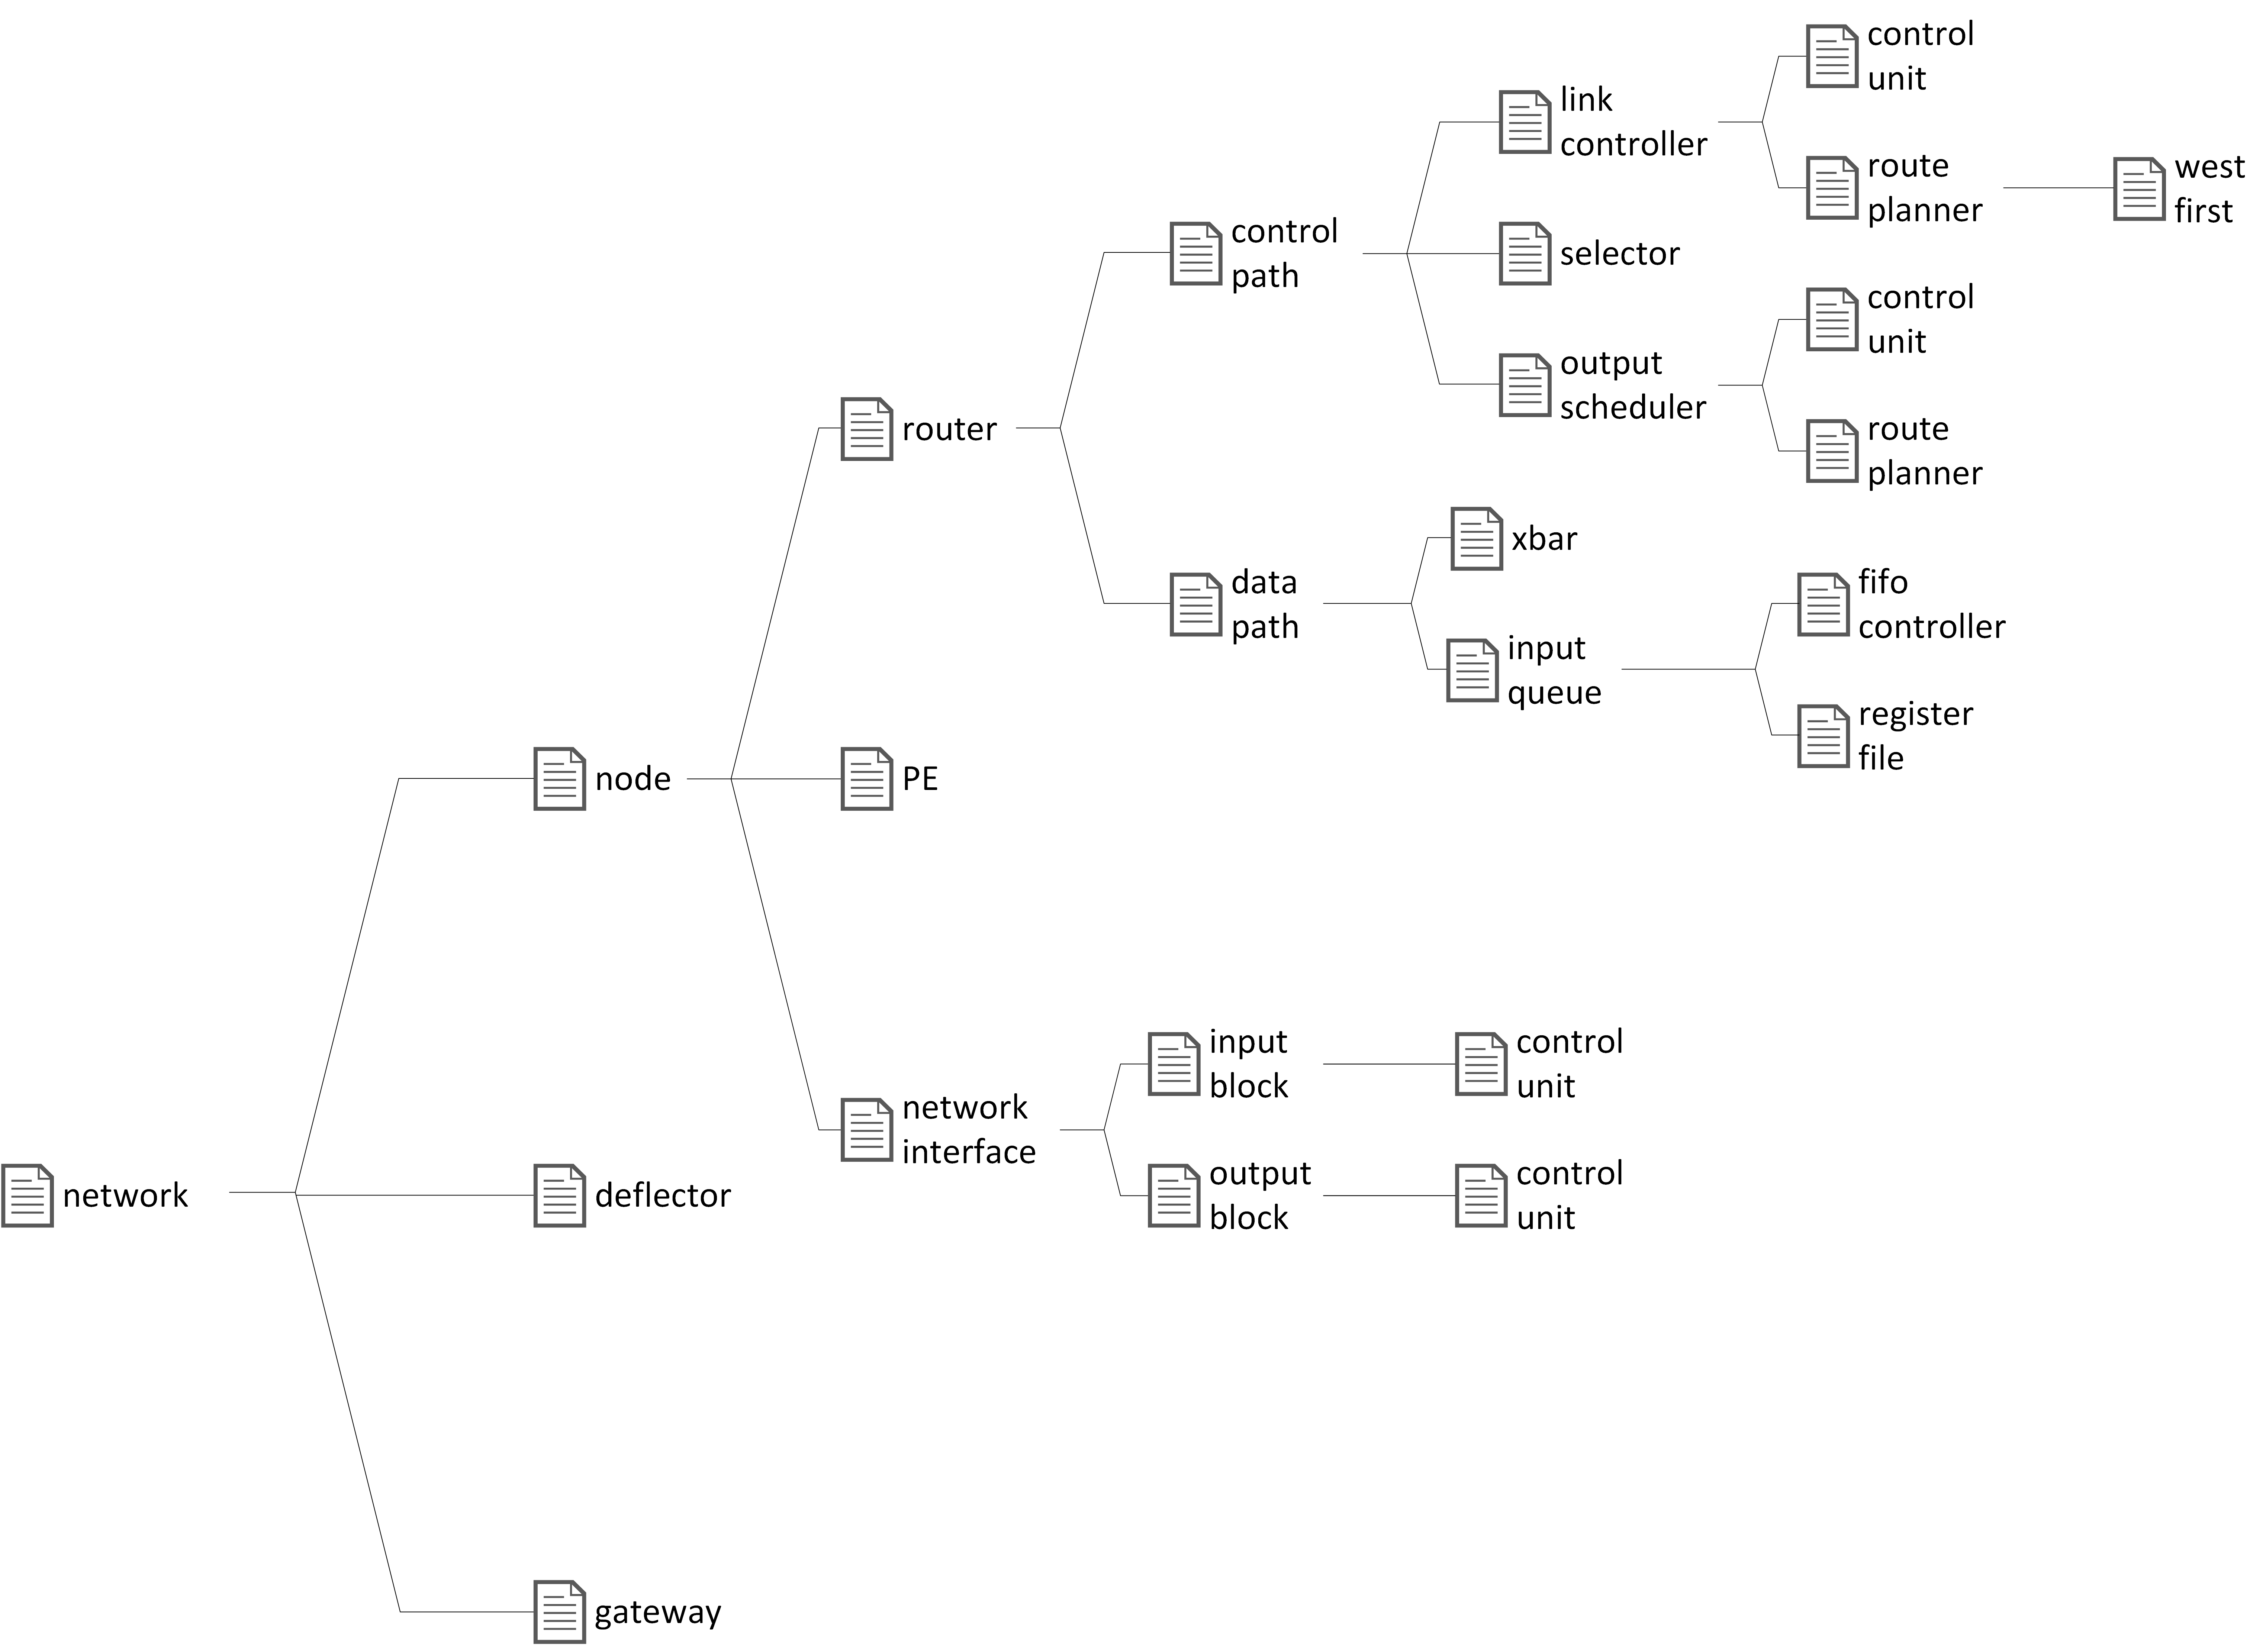 control
unit
link
controller
route
planner
west
first
control
path
selector
control
unit
output
scheduler
router
route
planner
xbar
data
path
fifo
controller
input
queue
register
file
node
PE
input
block
control
unit
network
interface
output
block
control
unit
network
deflector
gateway